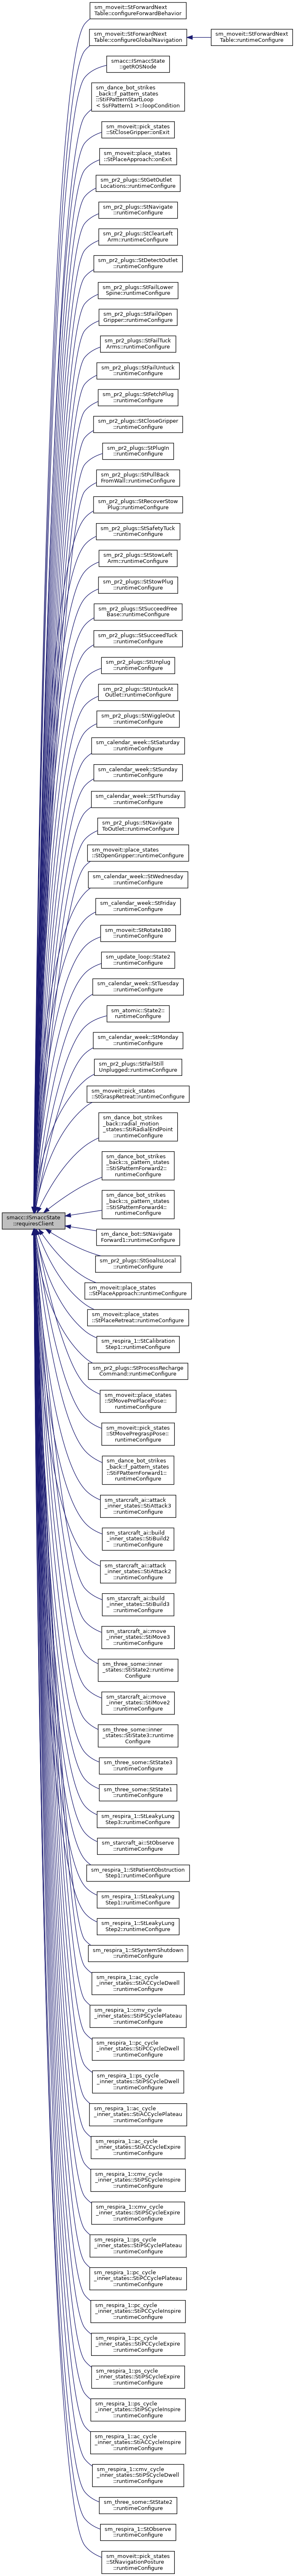 sm_moveit::StForwardNext
Table::configureForwardBehavior
sm_moveit::StForwardNext
Table::configureGlobalNavigation
sm_moveit::StForwardNext
Table::runtimeConfigure
smacc::ISmaccState
::getROSNode
sm_dance_bot_strikes
_back::f_pattern_states
::StiFPatternStartLoop
< SsFPattern1 >::loopCondition
sm_moveit::pick_states
::StCloseGripper::onExit
sm_moveit::place_states
::StPlaceApproach::onExit
sm_pr2_plugs::StGetOutlet
Locations::runtimeConfigure
sm_pr2_plugs::StNavigate
::runtimeConfigure
sm_pr2_plugs::StClearLeft
Arm::runtimeConfigure
sm_pr2_plugs::StDetectOutlet
::runtimeConfigure
sm_pr2_plugs::StFailLower
Spine::runtimeConfigure
sm_pr2_plugs::StFailOpen
Gripper::runtimeConfigure
sm_pr2_plugs::StFailTuck
Arms::runtimeConfigure
sm_pr2_plugs::StFailUntuck
::runtimeConfigure
sm_pr2_plugs::StFetchPlug
::runtimeConfigure
sm_pr2_plugs::StCloseGripper
::runtimeConfigure
sm_pr2_plugs::StPlugIn
::runtimeConfigure
sm_pr2_plugs::StPullBack
FromWall::runtimeConfigure
sm_pr2_plugs::StRecoverStow
Plug::runtimeConfigure
sm_pr2_plugs::StSafetyTuck
::runtimeConfigure
sm_pr2_plugs::StStowLeft
Arm::runtimeConfigure
sm_pr2_plugs::StStowPlug
::runtimeConfigure
sm_pr2_plugs::StSucceedFree
Base::runtimeConfigure
sm_pr2_plugs::StSucceedTuck
::runtimeConfigure
sm_pr2_plugs::StUnplug
::runtimeConfigure
sm_pr2_plugs::StUntuckAt
Outlet::runtimeConfigure
sm_pr2_plugs::StWiggleOut
::runtimeConfigure
sm_calendar_week::StSaturday
::runtimeConfigure
sm_calendar_week::StSunday
::runtimeConfigure
sm_calendar_week::StThursday
::runtimeConfigure
sm_pr2_plugs::StNavigate
ToOutlet::runtimeConfigure
sm_moveit::place_states
::StOpenGripper::runtimeConfigure
sm_calendar_week::StWednesday
::runtimeConfigure
sm_calendar_week::StFriday
::runtimeConfigure
sm_moveit::StRotate180
::runtimeConfigure
sm_update_loop::State2
::runtimeConfigure
sm_calendar_week::StTuesday
::runtimeConfigure
sm_atomic::State2::
runtimeConfigure
sm_calendar_week::StMonday
::runtimeConfigure
sm_pr2_plugs::StFailStill
Unplugged::runtimeConfigure
sm_moveit::pick_states
::StGraspRetreat::runtimeConfigure
sm_dance_bot_strikes
_back::radial_motion
_states::StiRadialEndPoint
::runtimeConfigure
sm_dance_bot_strikes
_back::s_pattern_states
::StiSPatternForward2::
runtimeConfigure
sm_dance_bot_strikes
_back::s_pattern_states
::StiSPatternForward4::
runtimeConfigure
smacc::ISmaccState
::requiresClient
sm_dance_bot::StNavigate
Forward1::runtimeConfigure
sm_pr2_plugs::StGoalIsLocal
::runtimeConfigure
sm_moveit::place_states
::StPlaceApproach::runtimeConfigure
sm_moveit::place_states
::StPlaceRetreat::runtimeConfigure
sm_respira_1::StCalibration
Step1::runtimeConfigure
sm_pr2_plugs::StProcessRecharge
Command::runtimeConfigure
sm_moveit::place_states
::StMovePrePlacePose::
runtimeConfigure
sm_moveit::pick_states
::StMovePregraspPose::
runtimeConfigure
sm_dance_bot_strikes
_back::f_pattern_states
::StiFPatternForward1::
runtimeConfigure
sm_starcraft_ai::attack
_inner_states::StiAttack3
::runtimeConfigure
sm_starcraft_ai::build
_inner_states::StiBuild2
::runtimeConfigure
sm_starcraft_ai::attack
_inner_states::StiAttack2
::runtimeConfigure
sm_starcraft_ai::build
_inner_states::StiBuild3
::runtimeConfigure
sm_starcraft_ai::move
_inner_states::StiMove3
::runtimeConfigure
sm_three_some::inner
_states::StiState2::runtime
Configure
sm_starcraft_ai::move
_inner_states::StiMove2
::runtimeConfigure
sm_three_some::inner
_states::StiState3::runtime
Configure
sm_three_some::StState3
::runtimeConfigure
sm_three_some::StState1
::runtimeConfigure
sm_respira_1::StLeakyLung
Step3::runtimeConfigure
sm_starcraft_ai::StObserve
::runtimeConfigure
sm_respira_1::StPatientObstruction
Step1::runtimeConfigure
sm_respira_1::StLeakyLung
Step1::runtimeConfigure
sm_respira_1::StLeakyLung
Step2::runtimeConfigure
sm_respira_1::StSystemShutdown
::runtimeConfigure
sm_respira_1::ac_cycle
_inner_states::StiACCycleDwell
::runtimeConfigure
sm_respira_1::cmv_cycle
_inner_states::StiPSCyclePlateau
::runtimeConfigure
sm_respira_1::pc_cycle
_inner_states::StiPCCycleDwell
::runtimeConfigure
sm_respira_1::ps_cycle
_inner_states::StiPSCycleDwell
::runtimeConfigure
sm_respira_1::ac_cycle
_inner_states::StiACCyclePlateau
::runtimeConfigure
sm_respira_1::ac_cycle
_inner_states::StiACCycleExpire
::runtimeConfigure
sm_respira_1::cmv_cycle
_inner_states::StiPSCycleInspire
::runtimeConfigure
sm_respira_1::cmv_cycle
_inner_states::StiPSCycleExpire
::runtimeConfigure
sm_respira_1::ps_cycle
_inner_states::StiPSCyclePlateau
::runtimeConfigure
sm_respira_1::pc_cycle
_inner_states::StiPCCyclePlateau
::runtimeConfigure
sm_respira_1::pc_cycle
_inner_states::StiPCCycleInspire
::runtimeConfigure
sm_respira_1::pc_cycle
_inner_states::StiPCCycleExpire
::runtimeConfigure
sm_respira_1::ps_cycle
_inner_states::StiPSCycleExpire
::runtimeConfigure
sm_respira_1::ps_cycle
_inner_states::StiPSCycleInspire
::runtimeConfigure
sm_respira_1::ac_cycle
_inner_states::StiACCycleInspire
::runtimeConfigure
sm_respira_1::cmv_cycle
_inner_states::StiPSCycleDwell
::runtimeConfigure
sm_three_some::StState2
::runtimeConfigure
sm_respira_1::StObserve
::runtimeConfigure
sm_moveit::pick_states
::StNavigationPosture
::runtimeConfigure